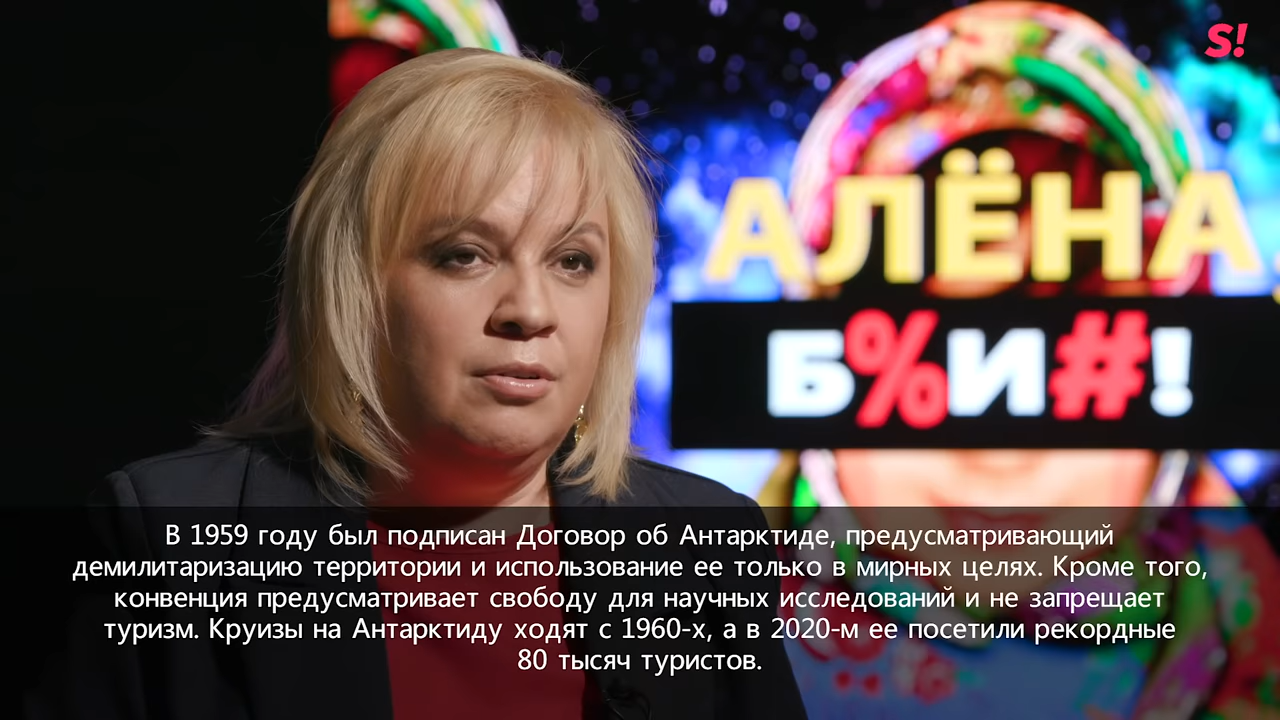 S!
АЛЁНА,
Б%И#!
В 1959 году был подписан Договор об Антарктиде, предусматривающий
демилитаризацию территории и использование ее только в мирных целях. Кроме того,
конвенция предусматривает свободу для научных исследований и не запрещает
туризм. Круизы на Антарктиду ходят с 1960-х, а в 2020-м ее посетили рекордные
80 тысяч туристов.